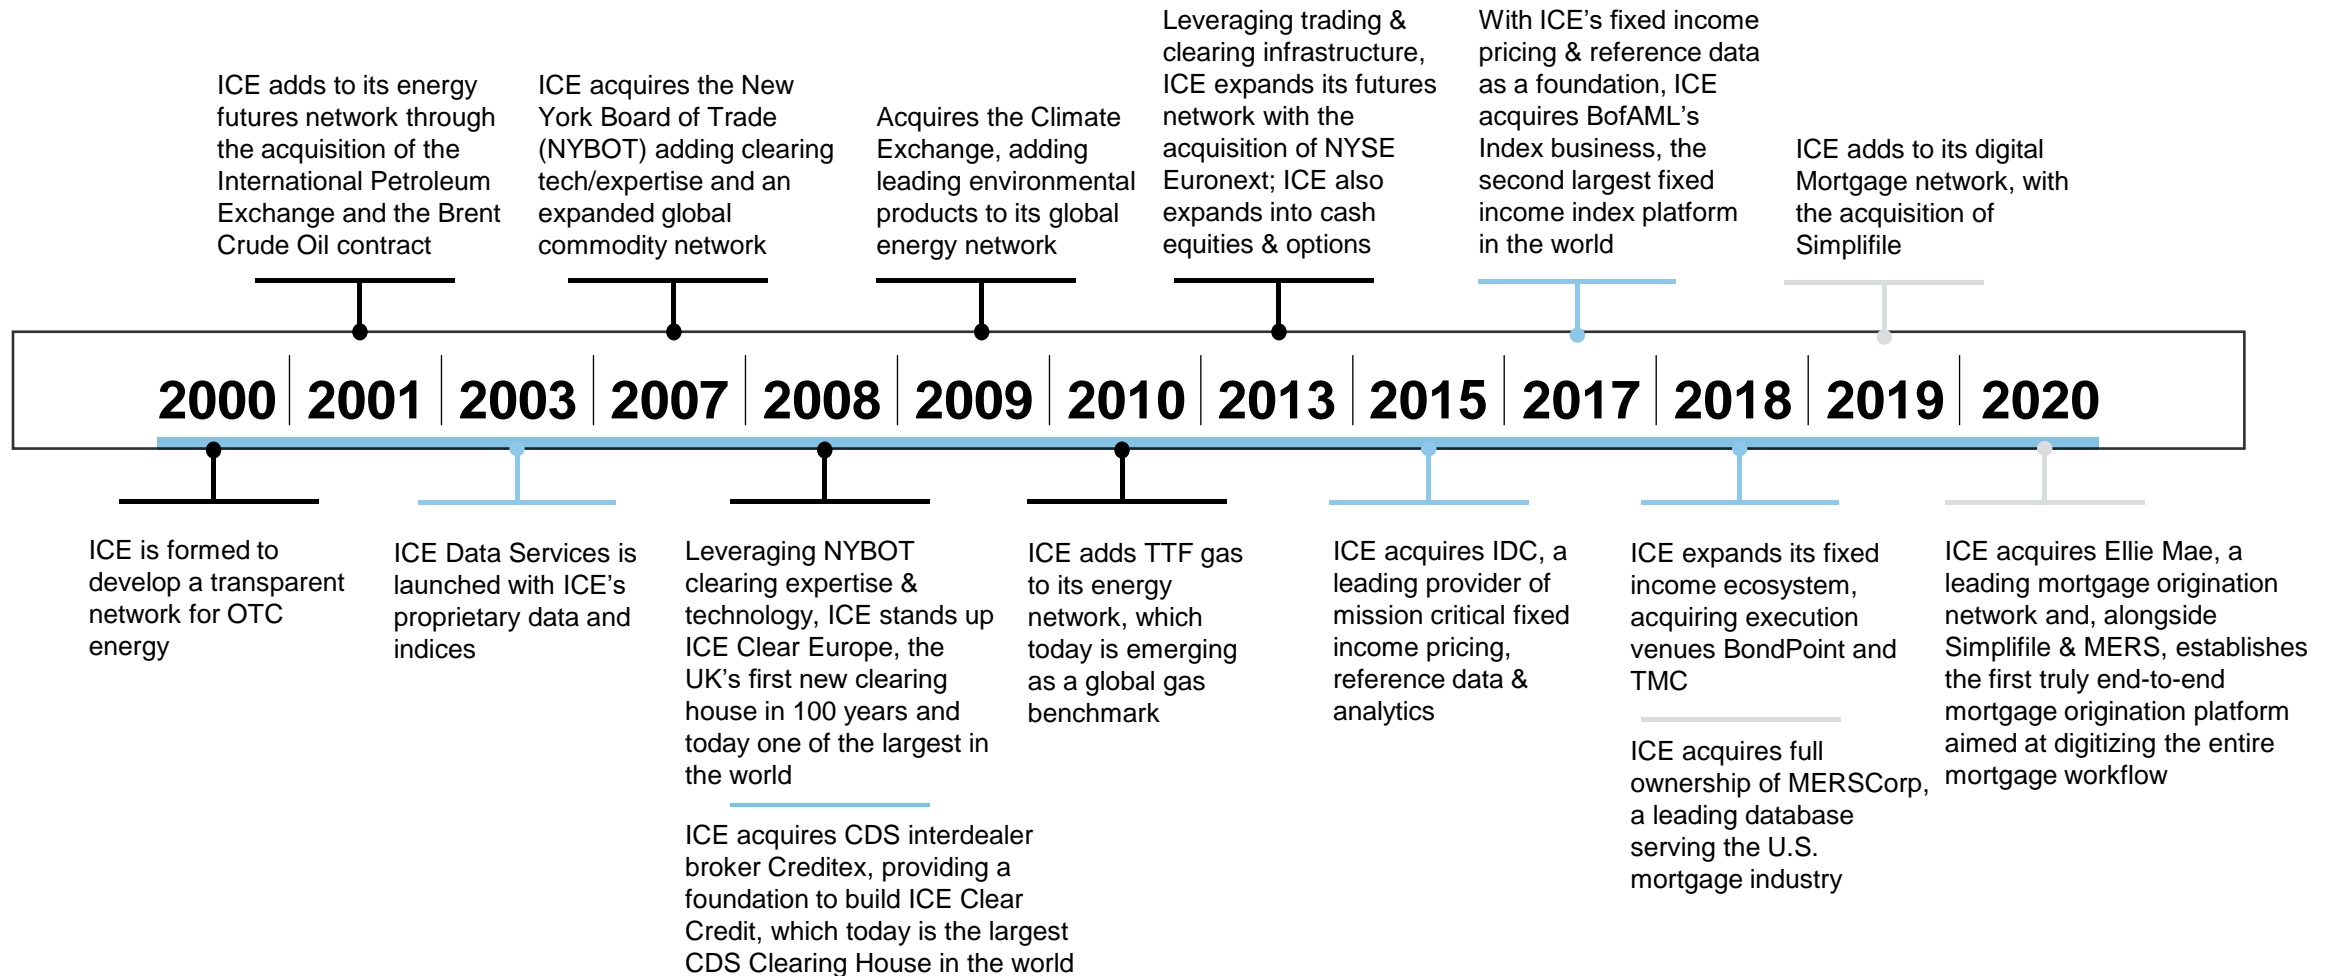 ICE adds to its energy
futures network through
the acquisition of the
International Petroleum
Exchange and the Brent
Crude Oil contract
ICE acquires the New
York Board of Trade
(NYBOT) adding clearing
tech/expertise and an
expanded global
commodity network
Acquires the Climate
Exchange, adding
leading environmental
products to its global
energy network
Leveraging trading &
clearing infrastructure,
ICE expands its futures
network with the
acquisition of NYSE
Euronext; ICE also
expands into cash
equities & options
With ICE’s fixed income
pricing & reference data
as a foundation, ICE
acquires BofAML’s
Index business, the
second largest fixed
income index platform
in the world
ICE adds to its digital
Mortgage network, with
the acquisition of
Simplifile
2000 2001 2003 2007 2008 2009 2010 2013 2015 2017 2018 2019 2020
ICE is formed to
develop a transparent
network for OTC
energy
ICE Data Services is
launched with ICE’s
proprietary data and
indices
Leveraging NYBOT
clearing expertise &
technology, ICE stands up
ICE Clear Europe, the
UK’s first new clearing
house in 100 years and
today one of the largest in
the world
ICE acquires CDS interdealer
broker Creditex, providing a
foundation to build ICE Clear
Credit, which today is the largest
CDS Clearing House in the world
ICE adds TTF gas
to its energy
network, which
today is emerging
as a global gas
benchmark
ICE acquires IDC, a
leading provider of
mission critical fixed
income pricing,
reference data &
analytics
ICE expands its fixed
income ecosystem,
acquiring execution
venues BondPoint and
TMC
ICE acquires full
ownership of MERSCorp,
a leading database
serving the U.S.
mortgage industry
ICE acquires Ellie Mae, a
leading mortgage origination
network and, alongside
Simplifile & MERS, establishes
the first truly end-to-end
mortgage origination platform
aimed at digitizing the entire
mortgage workflow